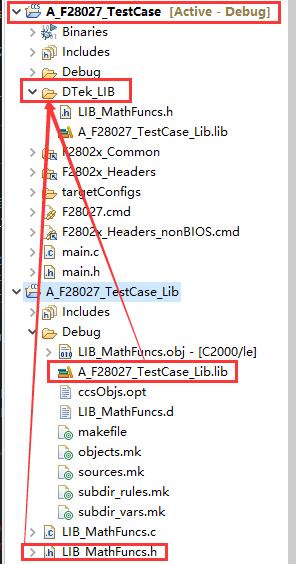 A_F28027_TestCase [Active - Debug]
Binaries
Includes
Debug
DTek_LIB
LIB_MathFuncs.h
A_F28027_TestCase_Lib.lib
F2802x_Common
F2802x_Headers
targetConfigs
F28027.cmd
F2802x_Headers_nonBIOS.cmd
main.c
main.h
A_F28027_TestCase_Lib
Includes
Debug
LIB_MathFuncs.obj - [C2000/le]
A_F28027_TestCase_Lib.lib
ccsObjs.opt
LIB_MathFuncs.d
makefile
objects.mk
sources.mk
subdir_rules.mk
subdir_vars.mk
LIB_MathFuncs.c
LIB_MathFuncs.h